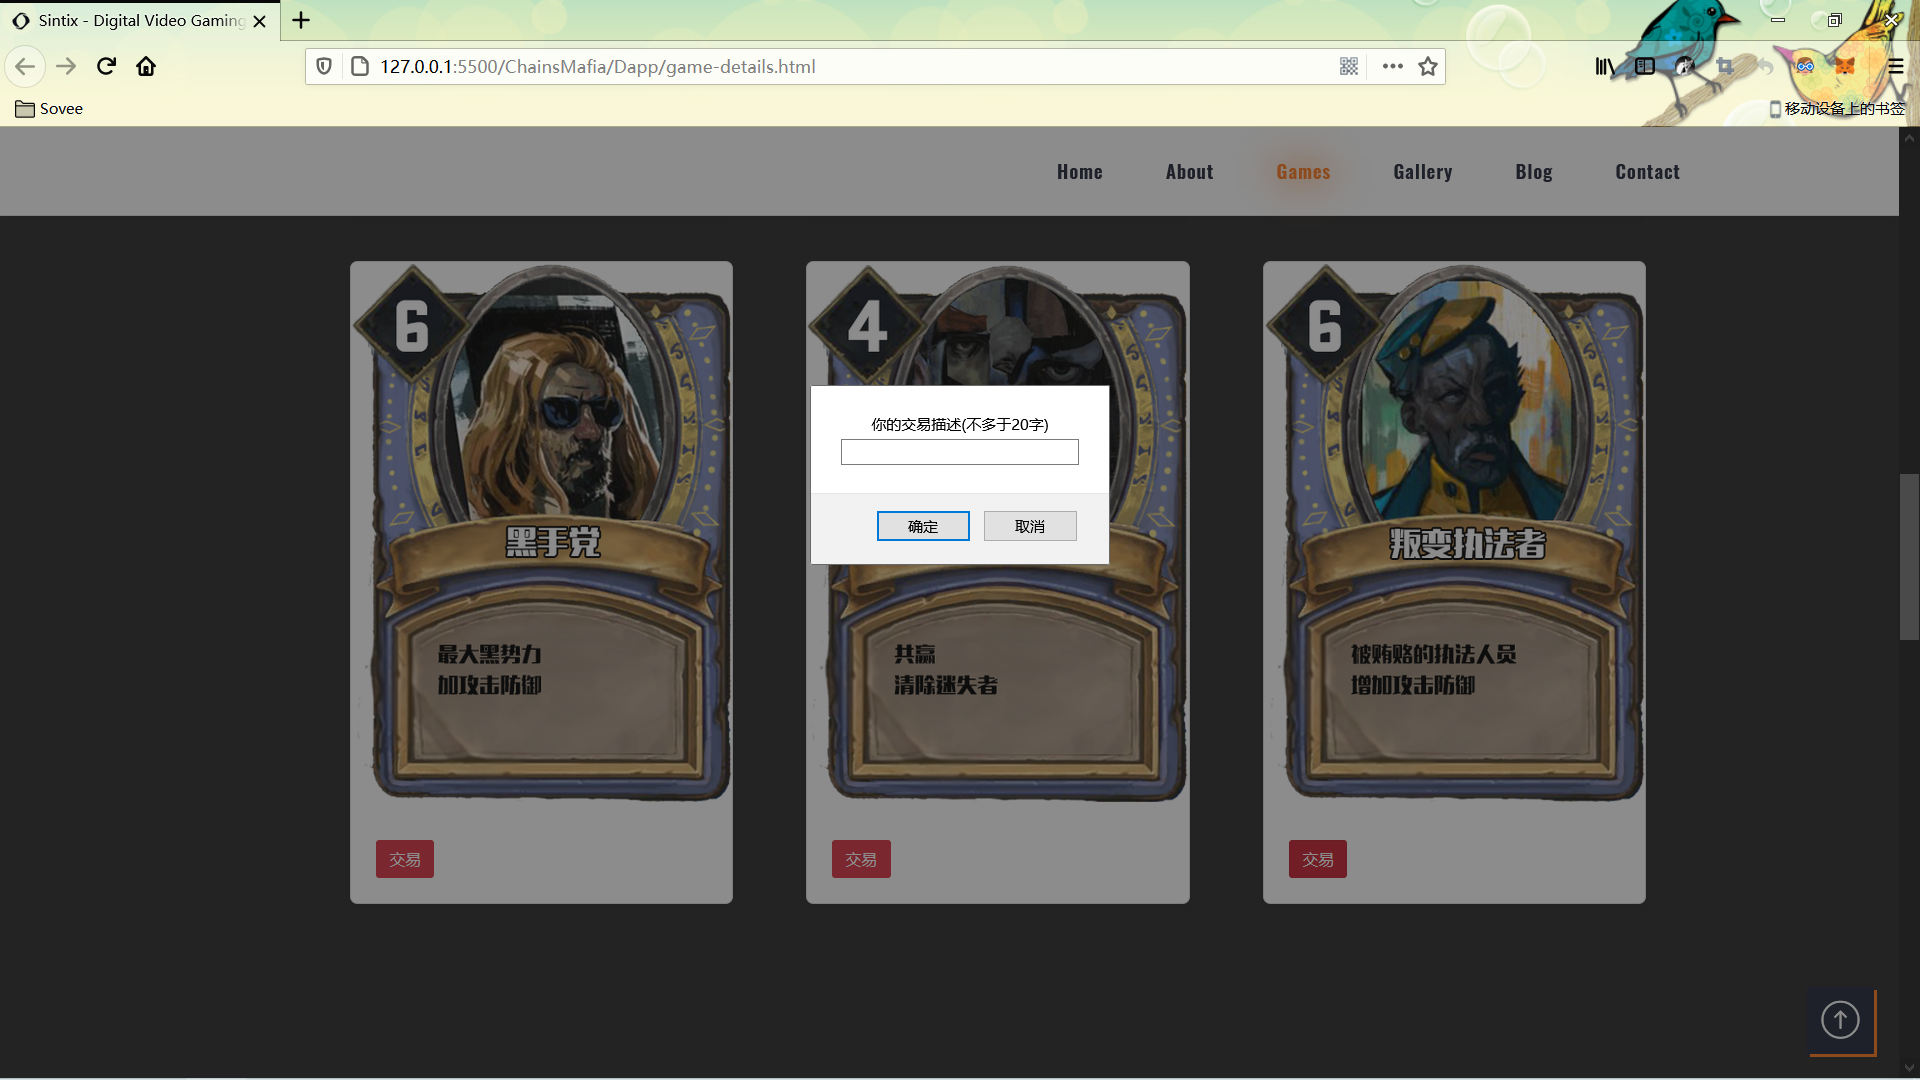 Sintix - Digital Video Gaming
127.0.0.1:5500/ChainsMafia/Dapp/game-details.html
Sovee
移动设备上的书签
Home
About
Games
Gallery
Blog
Contact
6
4
6
你的交易描述(不多于20字)
确定
取消
黑手党
叛变执法者
最大黑势力
加攻击防御
共赢
清除迷失者
被贿赂的执法人员
增加攻击防御
交易
交易
交易